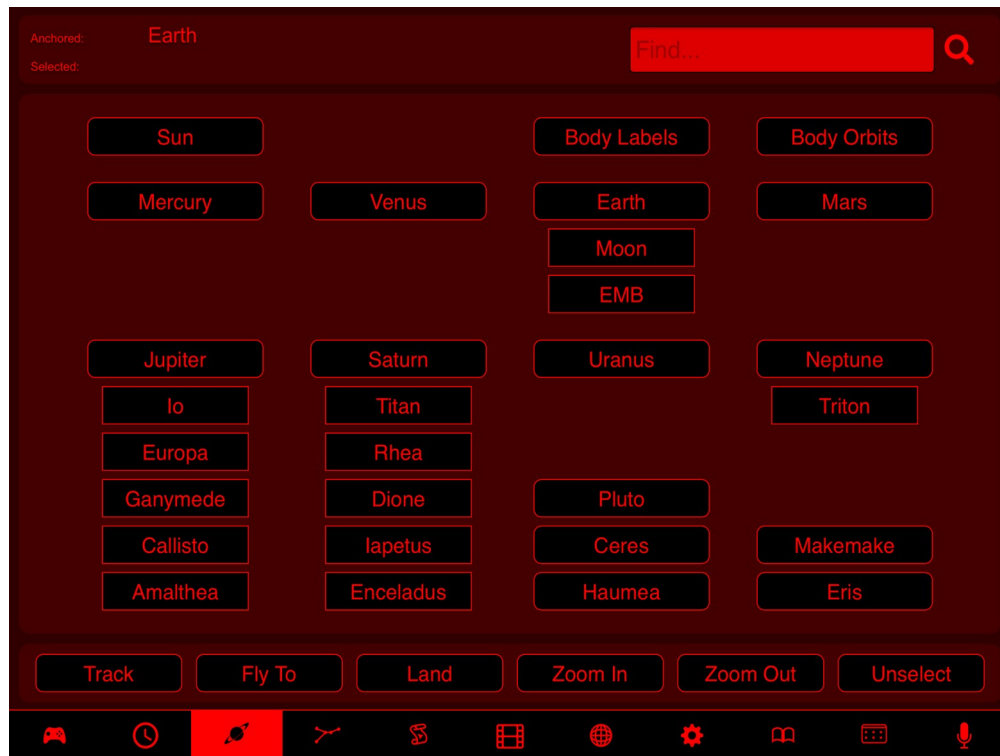 Anchored: Earth
Find...
Selected:
Sun Body Labels Body Orbits
Mercury Venus Earth Mars
Moon
EMB
Jupiter Saturn Uranus Neptune
Io Titan Triton
Europa Rhea
Ganymede Dione Pluto
Callisto Iapetus Ceres Makemake
Amalthea Enceladus Haumea Eris
Track Fly To Land Zoom In Zoom Out Unselect